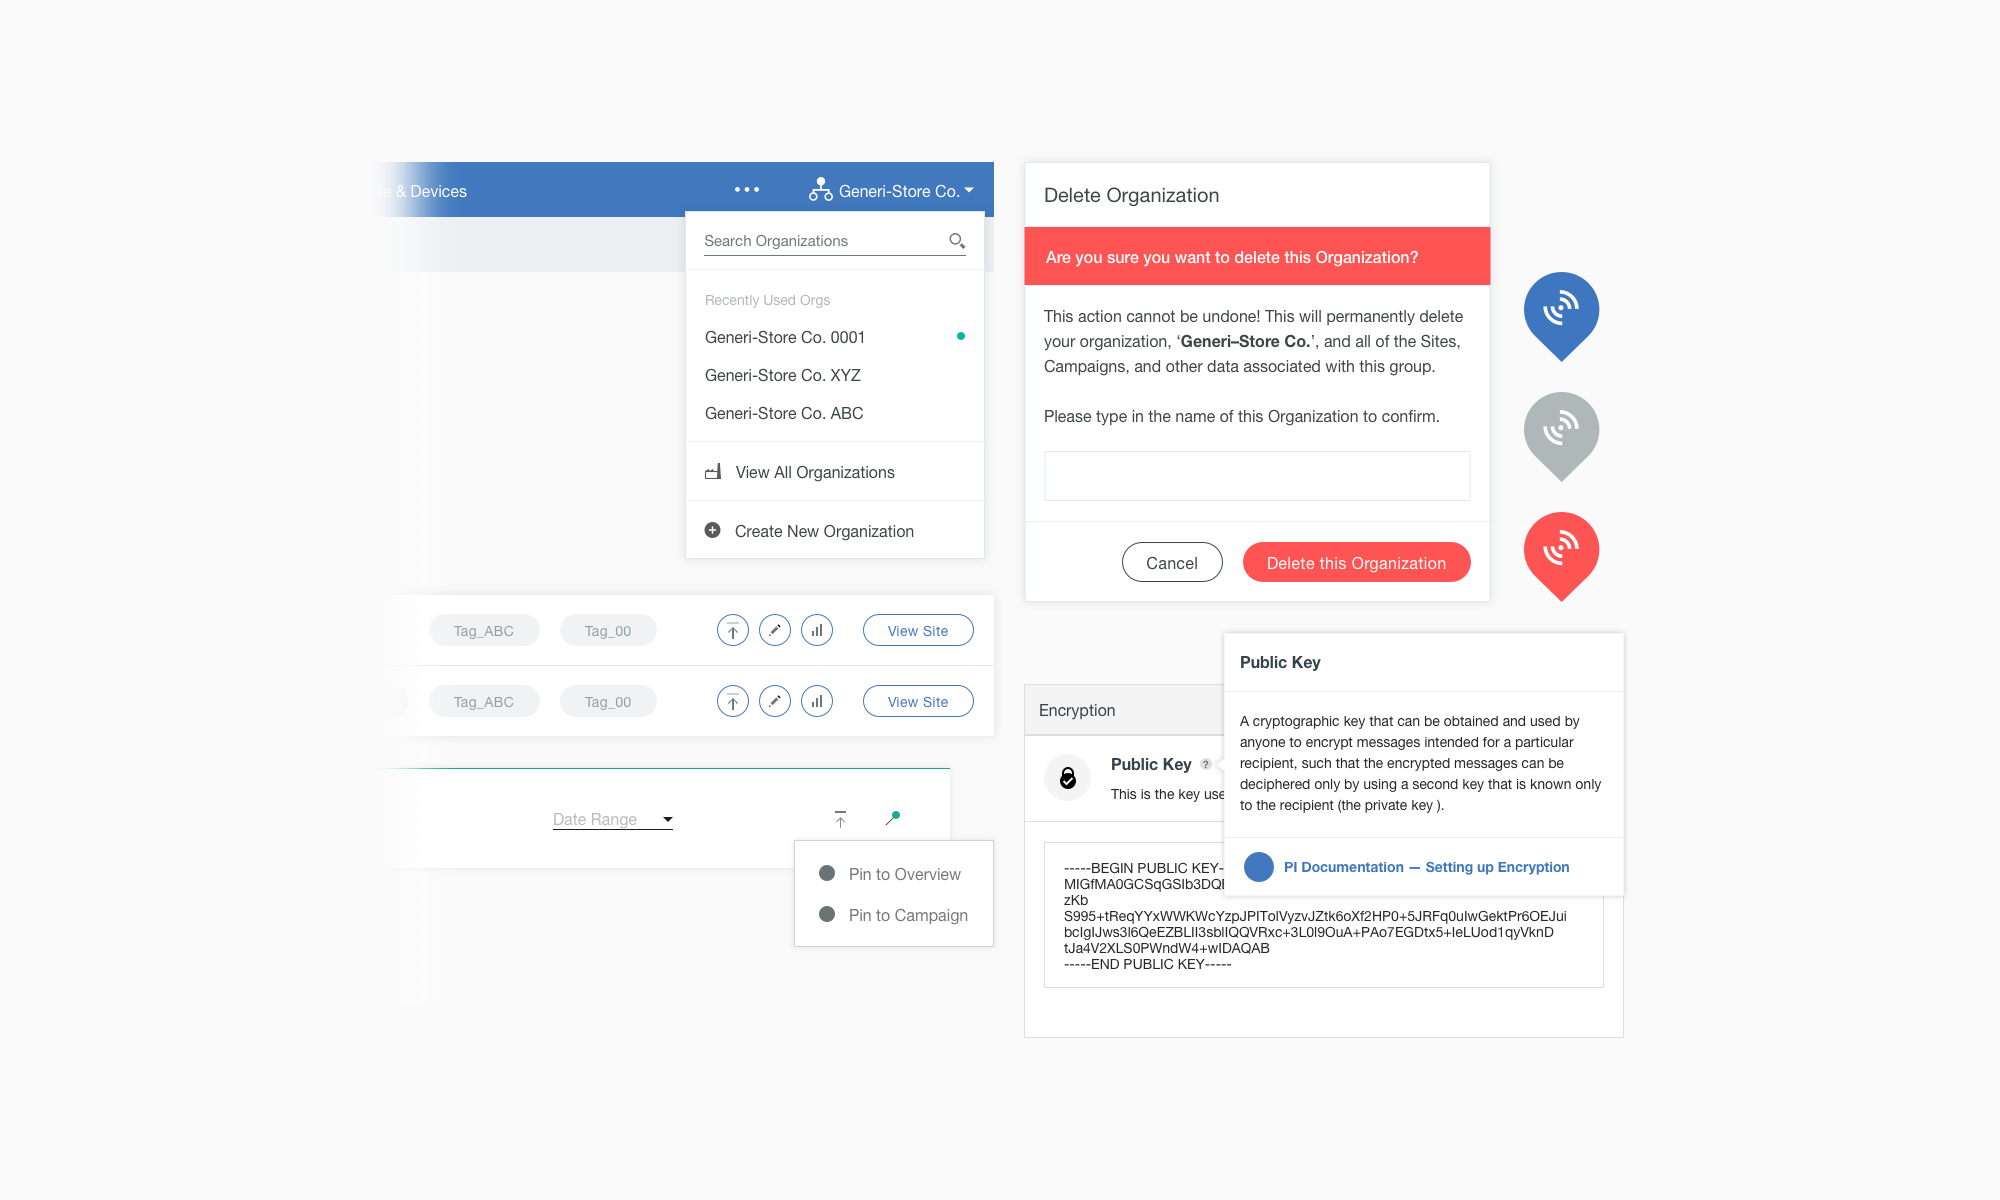 & Devices
Generi-Store Co.
Search Organizations
Recently Used Orgs
Generi-Store Co. 0001
Generi-Store Co. XYZ
Generi-Store Co. ABC
View All Organizations
Create New Organization
Tag_ABC Tag_00 View Site
Tag_ABC Tag_00 View Site
Date Range
Pin to Overview
Pin to Campaign
Delete Organization
Are you sure you want to delete this Organization?
This action cannot be undone! This will permanently delete
your organization, ‘Generi–Store Co.’, and all of the Sites,
Campaigns, and other data associated with this group.
Please type in the name of this Organization to confirm.
Cancel
Delete this Organization
Encryption
Public Key ?
This is the key use
Public Key
A cryptographic key that can be obtained and used by
anyone to encrypt messages intended for a particular
recipient, such that the encrypted messages can be
deciphered only by using a second key that is known only
to the recipient (the private key ).
PI Documentation — Setting up Encryption
-----BEGIN PUBLIC KEY-
MIGfMA0GCSqGSIb3DQE
zKb
S995+tReqYYxWWKWcYzpJPITolVyzvJZtk6oXf2HP0+5JRFq0uIwGektPr6OEJui
bcIgIJws3l6QeEZBLII3sblIQQVRxc+3L0l9OuA+PAo7EGDtx5+IeLUod1qyVknD
tJa4V2XLS0PWndW4+wIDAQAB
-----END PUBLIC KEY-----